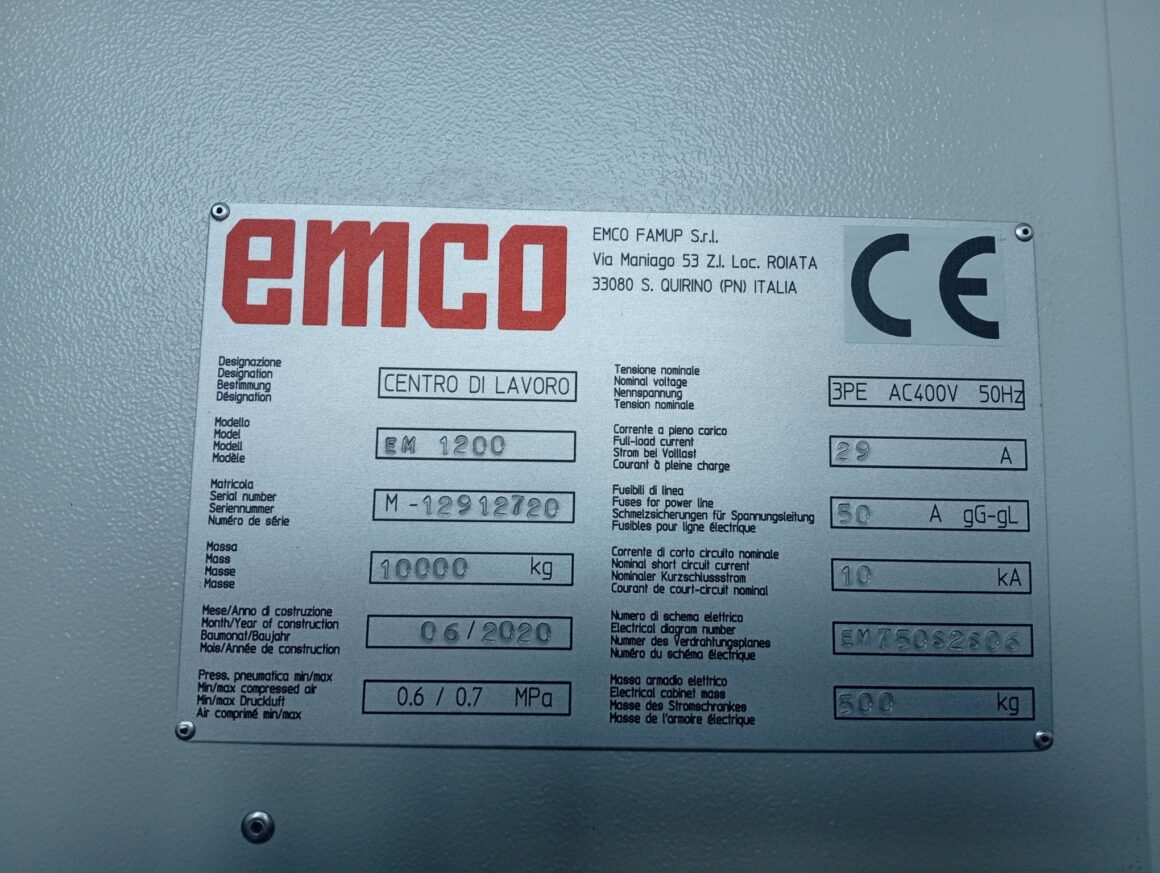 emco
EMCO FAMUP S.r.l.
Via Maniago 53 Z.I. Loc. ROIATA
33080 S. QUIRINO (PN) ITALIA
CE
Designazione
Designation
Bestimmung
Désignation
CENTRO DI LAVORO
Modello
Model
Modell
Modèle
EM 1200
Matricola
Serial number
Seriennummer
Numéro de série
M -12912720
Massa
Mass
Masse
Masse
10000 kg
Mese/Anno di costruzione
Month/Year of construction
Baumonat/Baujahr
Mois/Année de construction
06/2020
Press. pneumatica min/max
Min/max compressed air
Min/max Druckluft
Air comprimé min/max
0.6 / 0.7 MPa
Tensione nominale
Nominal voltage
Nennspannung
Tension nominale
3PE AC400V 50Hz
Corrente a pieno carico
Full-load current
Strom bei Volllast
Courant à pleine charge
29 A
Fusibili di linea
Fuses for power line
Schmelzsicherungen für Spannungsleitung
Fusibles pour ligne électrique
50 A gG-gL
Corrente di corto circuito nominale
Nominal short circuit current
Nominaler Kurzschlussstrom
Courant de court-circuit nominal
10 kA
Numero di schema elettrico
Electrical diagram number
Nummer des Verdrahtungsplanes
Numéro du schéma électrique
Massa armadio elettrico
Electrical cabinet mass
Masse des Stromschrankes
Masse de l'armoire électrique
500 kg